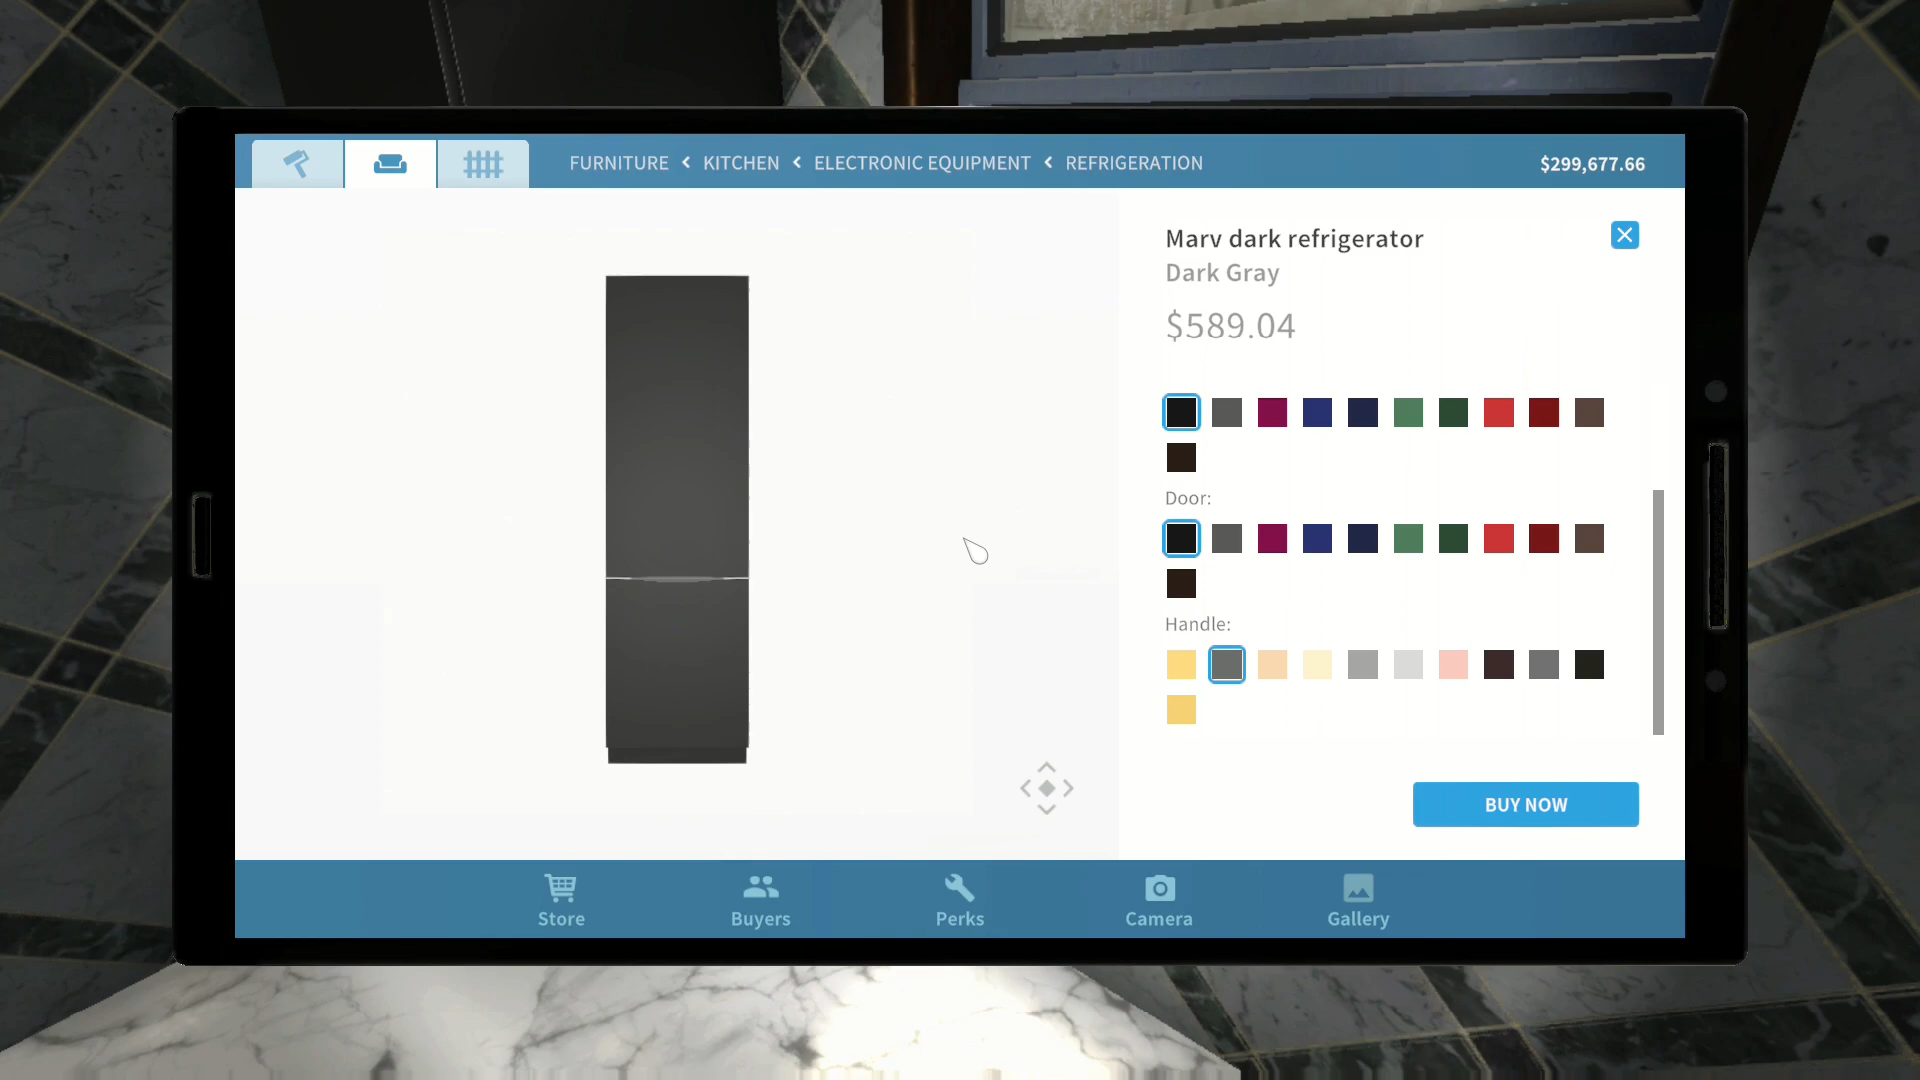 FURNITURE < KITCHEN < ELECTRONIC EQUIPMENT < REFRIGERATION
$299,677.66
Marv dark refrigerator
Dark Gray
$589.04
Door:
Handle:
BUY NOW
Store
Buyers
Perks
Camera
Gallery